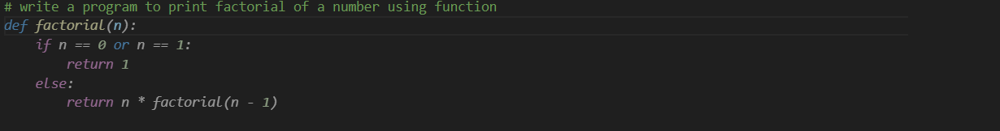 # write a program to print factorial of a number using function
def factorial(n):
    if n == 0 or n == 1:
        return 1
    else:
        return n * factorial(n - 1)